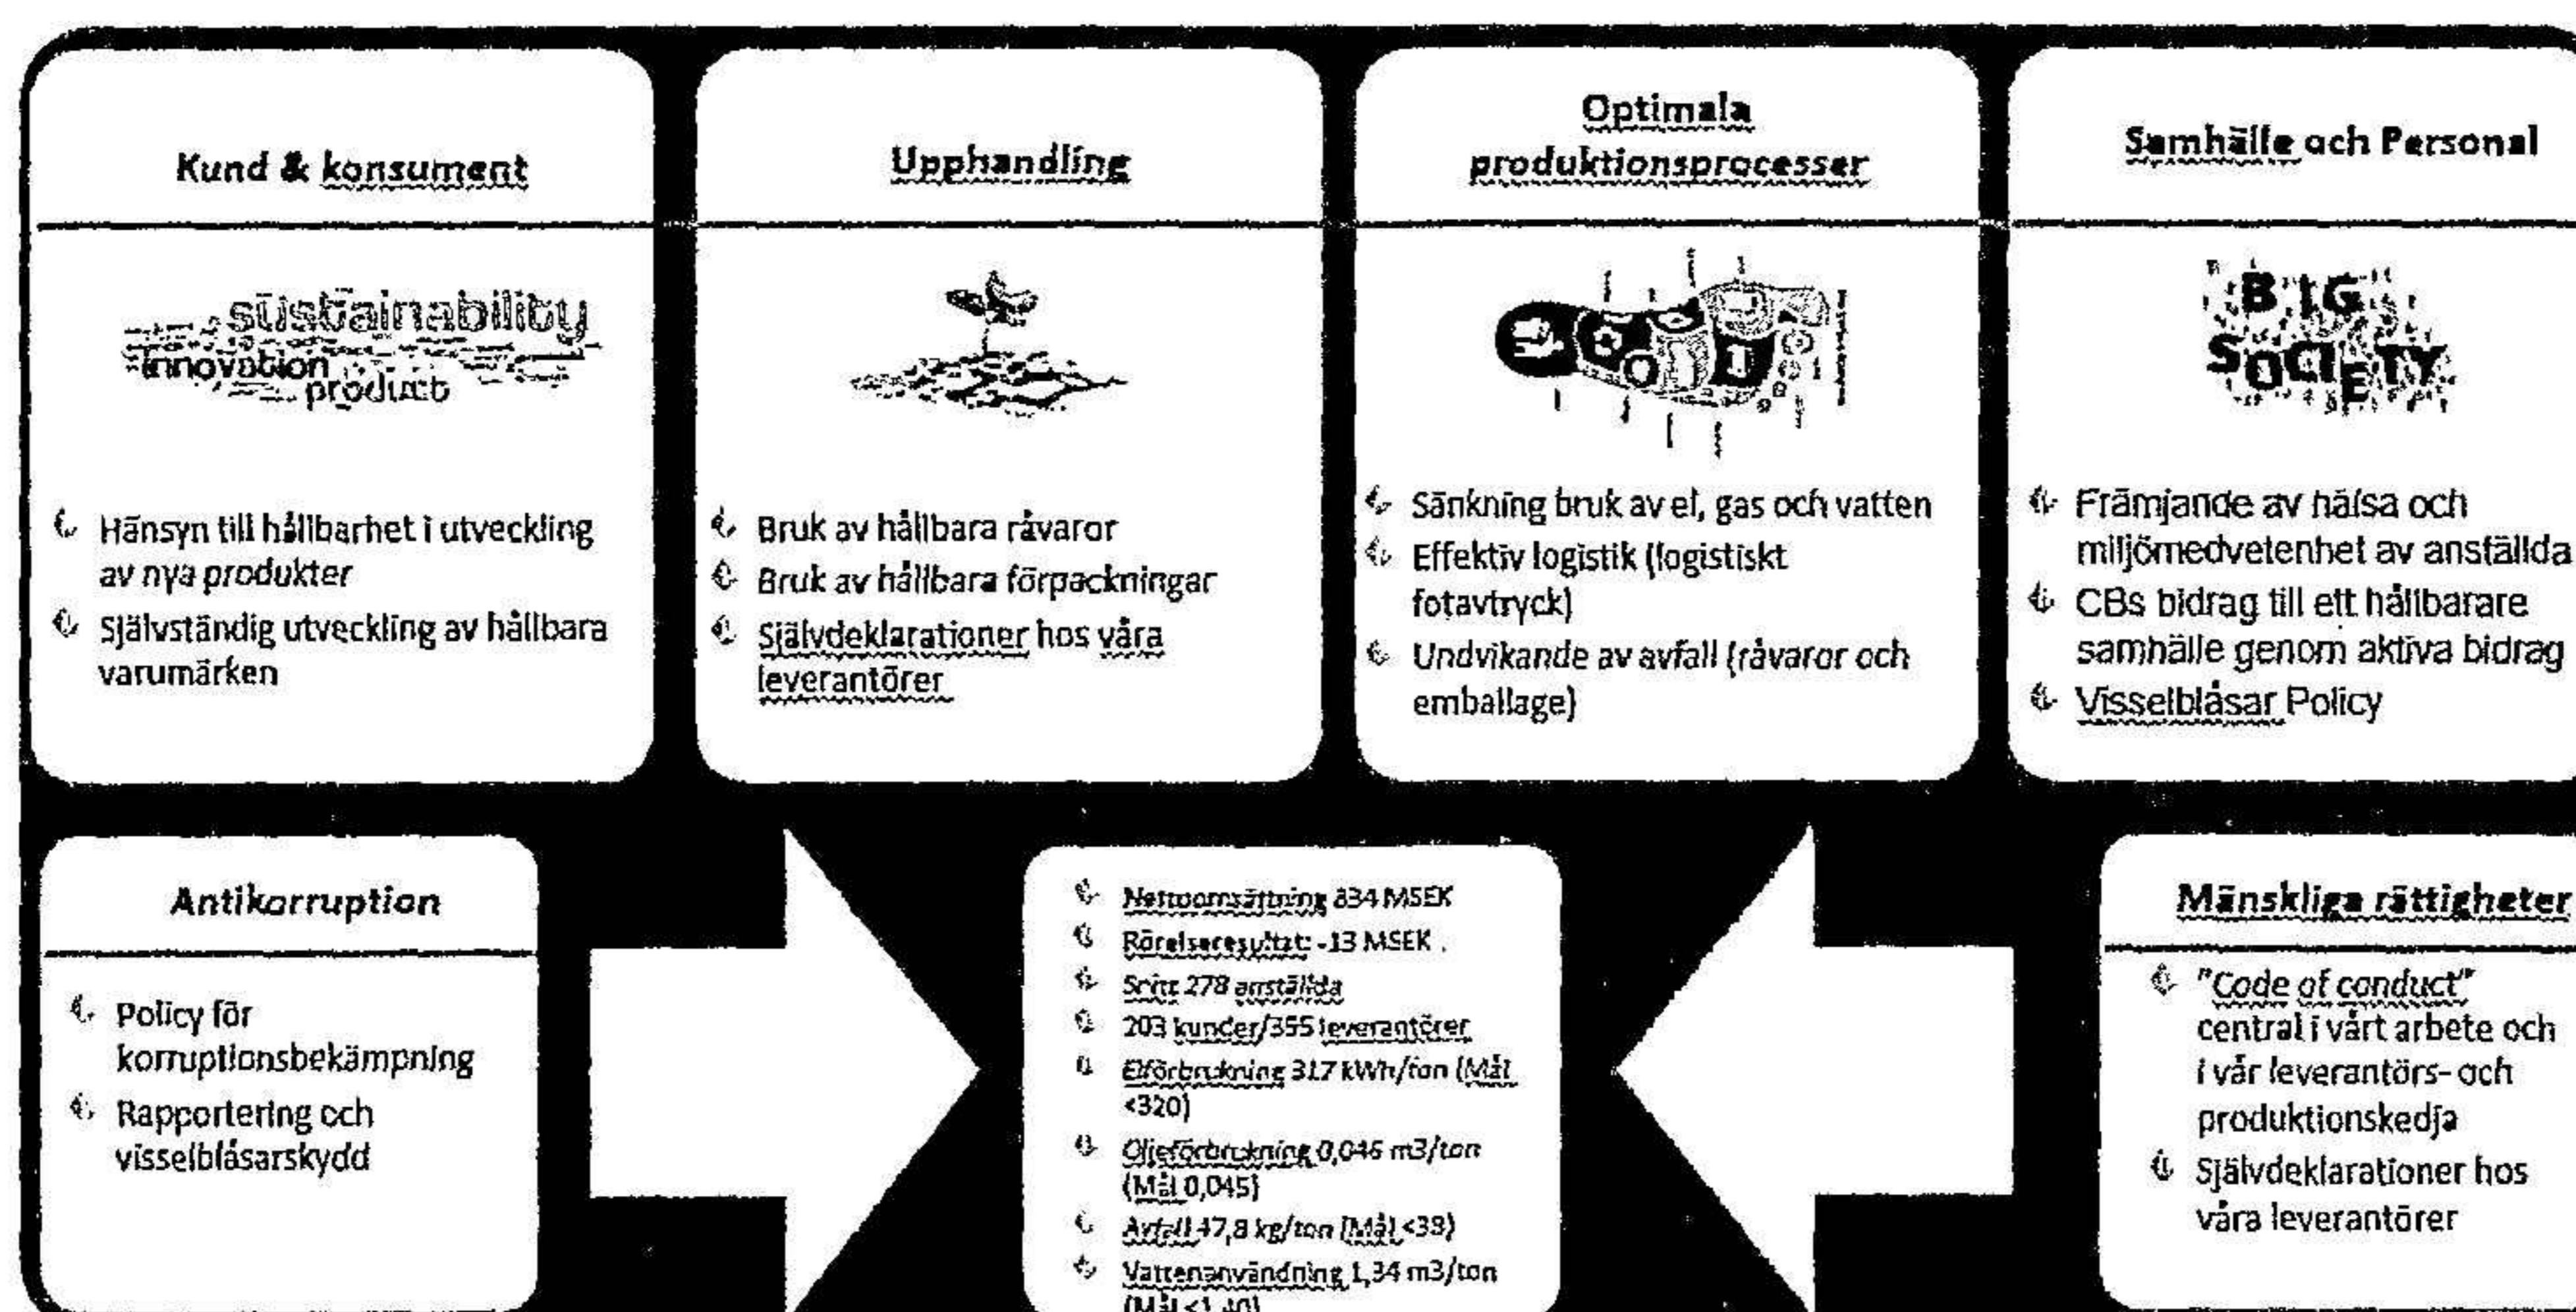 Kund & konsument
sustainability
innovation
product
Hänsyn till hållbarhet i utveckling
av nya produkter
Självständig utveckling av hållbara
varumärken
Upphandling
Bruk av hållbara råvaror
Bruk av hållbara förpackningar
Självdeklarationer hos våra
leverantörer
Optimala
produktionsprocesser
Sänkning bruk av el, gas och vatten
Effektiv logistik (logistiskt
fotavtryck)
Undvikande av avfall (råvaror och
emballage)
Samhälle och Personal
BIG
SOCIETY
Främjande av hälsa och
miljömedvetenhet av anställda
CBs bidrag till ett hållbarare
samhälle genom aktiva bidrag
Visselblåsar Policy
Antikorruption
Policy för
korruptionsbekämpning
Rapportering och
visselblåsarskydd
Nettoomsättning 834 MSEK
Rörelseresultat: -13 MSEK
Snitt 278 anställda
203 kunder/355 leverantörer
Elförbrukning 317 kWh/ton (Mål
<320)
Oljeförbrukning 0,046 m3/ton
(Mål 0,045)
Avfall 47,8 kg/ton (Mål <38)
Vattenanvändning 1,34 m3/ton
(Mål <1,40)
Mänskliga rättigheter
"Code of conduct"
central i vårt arbete och
i vår leverantörs- och
produktionskedja
Självdeklarationer hos
våra leverantörer